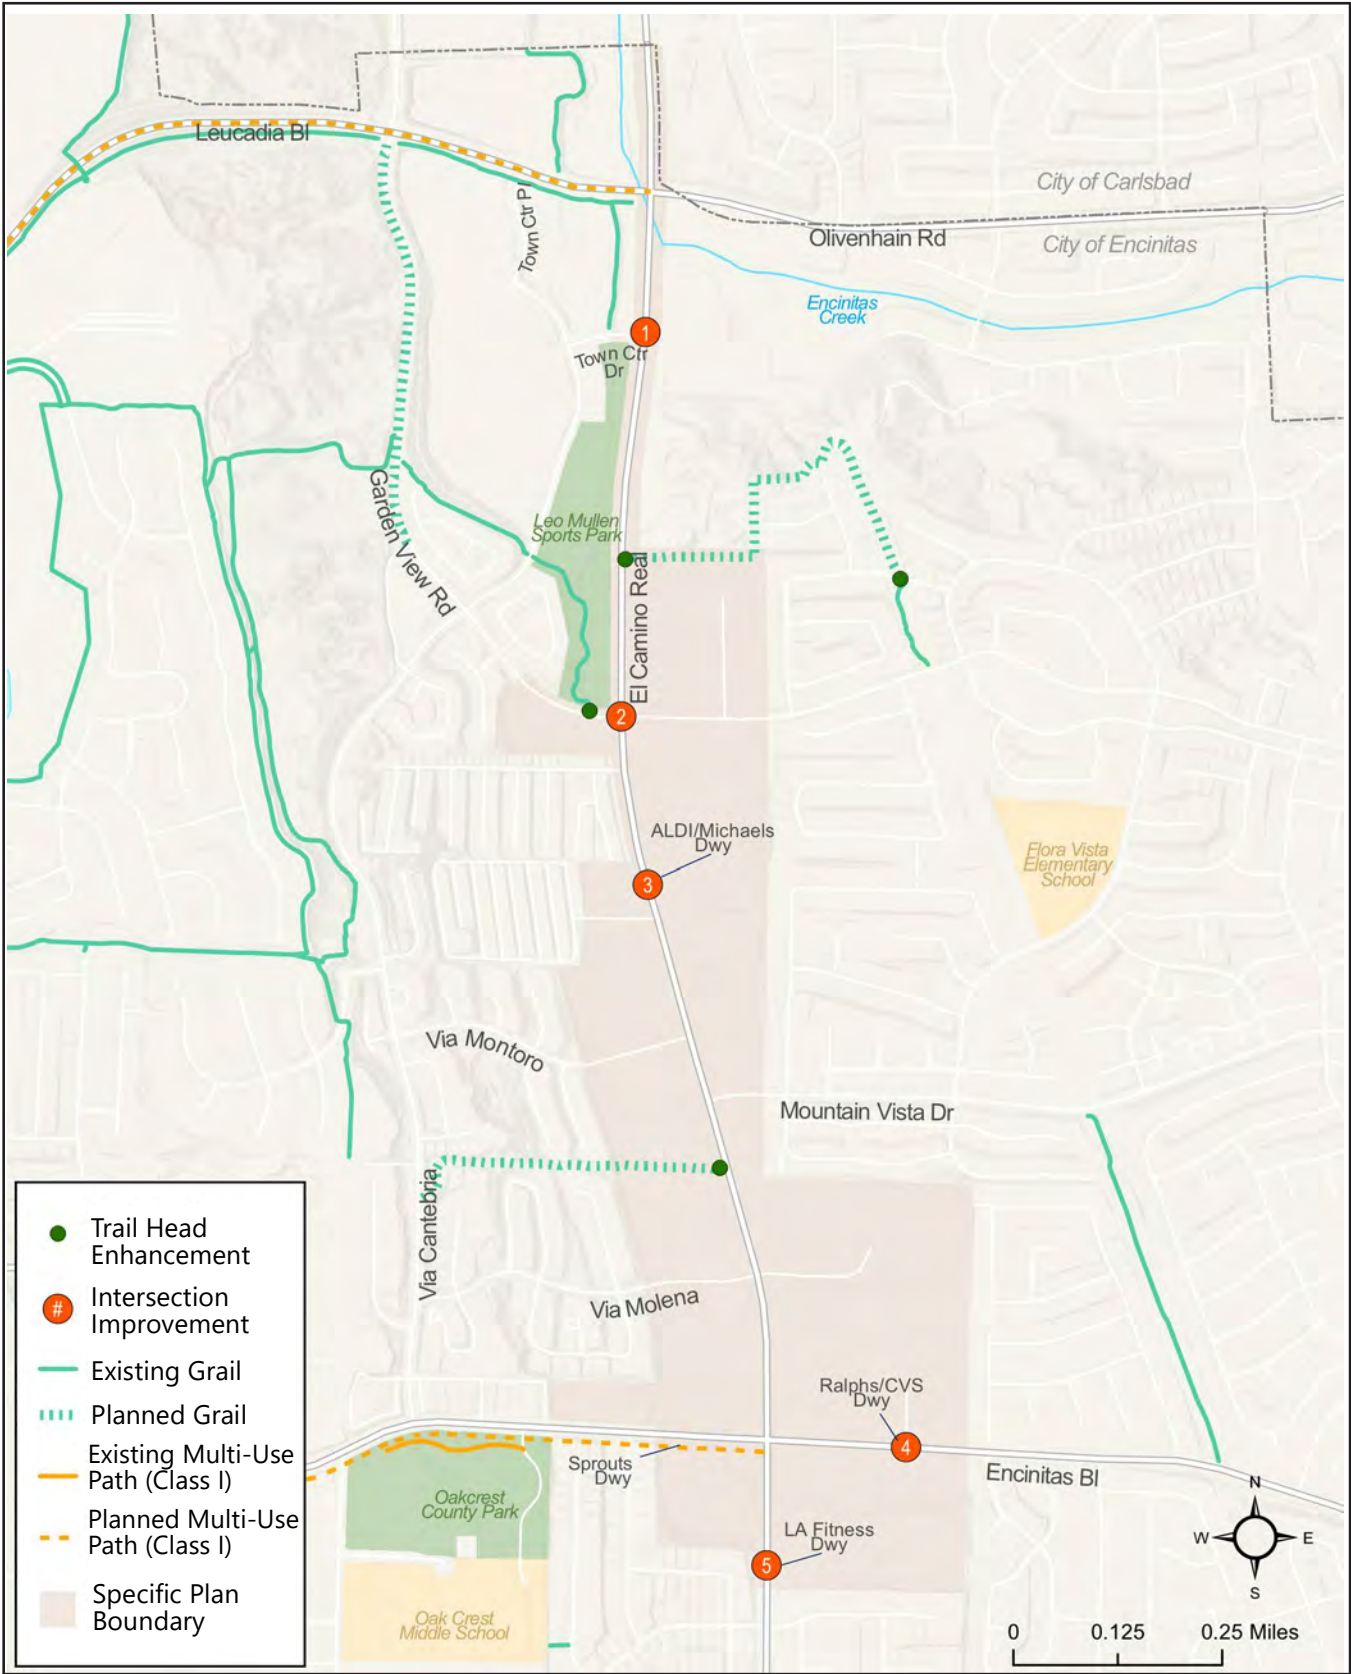 Leucadia Bl
City of Carlsbad
Town Ctr Pl
Olivenhain Rd
City of Encinitas
Encinitas
Creek
1
Town Ctr
Dr
Garden View Rd
Leo Mullen
Sports Park
El Camino Real
2
ALDI/Michaels
Dwy
3
Flora Vista
Elementary
School
Via Montoro
Mountain Vista Dr
Via Cantebria
Via Molena
Ralphs/CVS
Dwy
4
Sprouts
Dwy
Encinitas Bl
Oakcrest
County Park
LA Fitness
Dwy
5
Oak Crest
Middle School
Trail Head
Enhancement
#
Intersection
Improvement
Existing Grail
Planned Grail
Existing Multi-Use
Path (Class I)
Planned Multi-Use
Path (Class I)
Specific Plan
Boundary
N
W
E
S
0 0.125 0.25 Miles